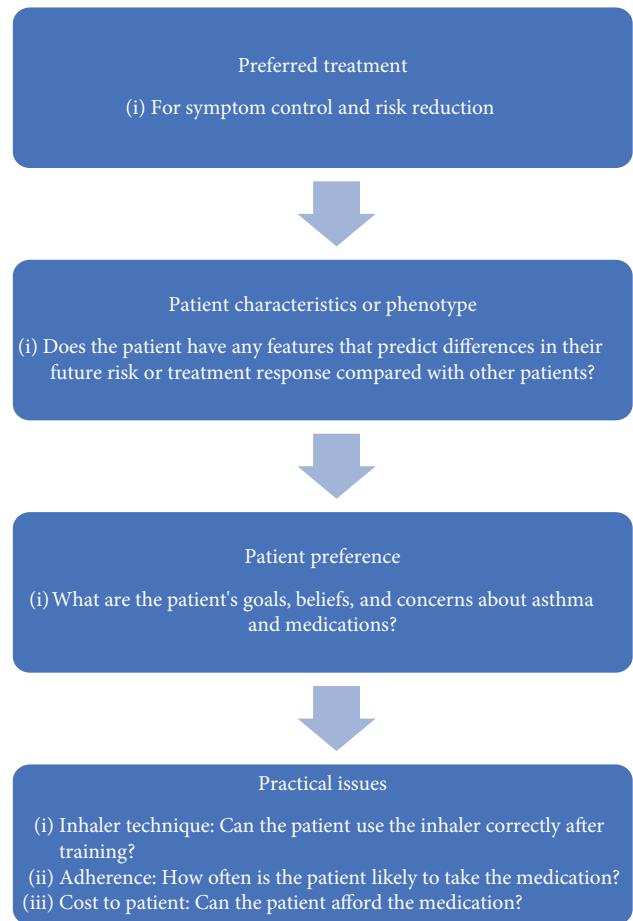 Preferred treatment
(i) For symptom control and risk reduction
Patient characteristics or phenotype
(i) Does the patient have any features that predict differences in their
future risk or treatment response compared with other patients?
Patient preference
(i) What are the patient's goals, beliefs, and concerns about asthma
and medications?
Practical issues
(i) Inhaler technique: Can the patient use the inhaler correctly after
training?
(ii) Adherence: How often is the patient likely to take the medication?
(iii) Cost to patient: Can the patient afford the medication?